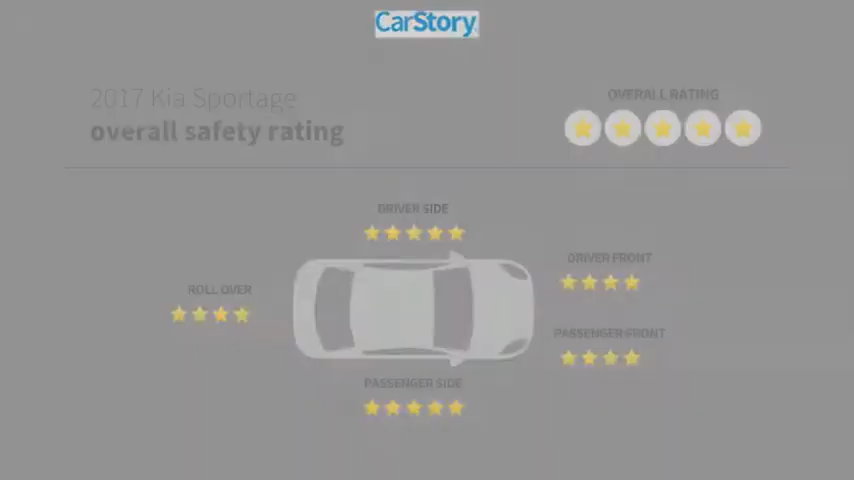 CarStory
2017 Kia Sportage
overall safety rating
OVERALL RATING
DRIVER SIDE
DRIVER FRONT
ROLL OVER
PASSENGER FRONT
PASSENGER SIDE